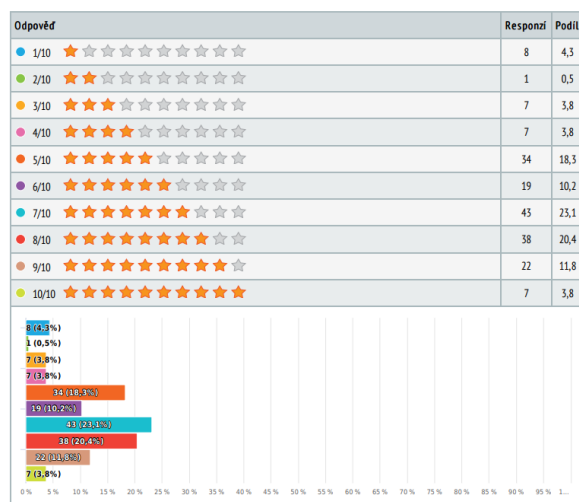 Odpověď Responzí Podíl
1/10 8 4,3
2/10 1 0,5
3/10 7 3,8
4/10 7 3,8
5/10 34 18,3
6/10 19 10,2
7/10 43 23,1
8/10 38 20,4
9/10 22 11,8
10/10 7 3,8
8 (4,3%)
1 (0,5%)
7 (3,8%)
7 (3,8%)
34 (18,3%)
19 (10,2%)
43 (23,1%)
38 (20,4%)
22 (11,8%)
7 (3,8%)
0 % 5 % 10 % 15 % 20 % 25 % 30 % 35 % 40 % 45 % 50 % 55 % 60 % 65 % 70 % 75 % 80 % 85 % 90 % 95 % 1...